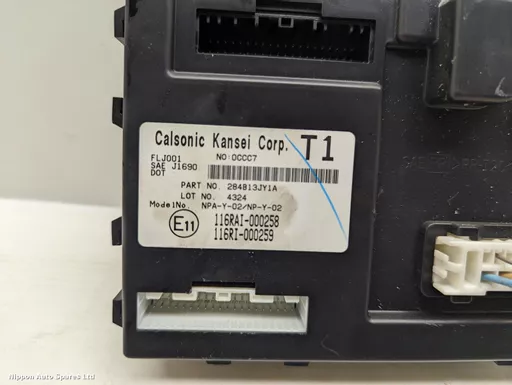 Calsonic Kansei Corp. T1
FLJ001 NO:0CCC7
SAE J1690
DOT
PART NO. 284B13JY1A
LOT NO. 4324
ModelNo. NPA-Y-02/NP-Y-02
E11 116RAI-000258
116RI-000259
Nippon Auto Spares Ltd